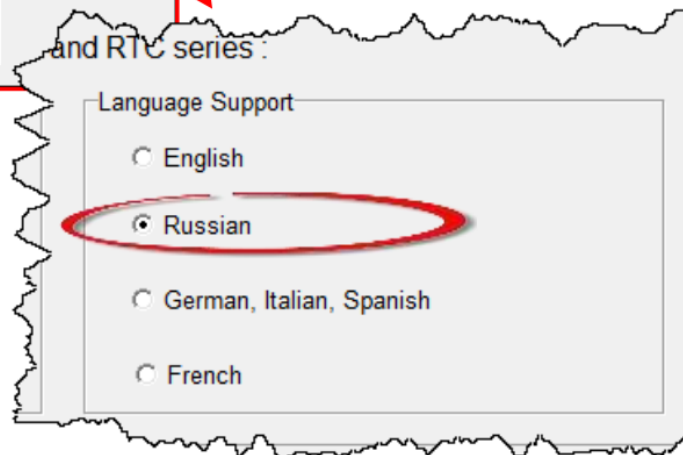 and RTC series :
Language Support
English
Russian
German, Italian, Spanish
French